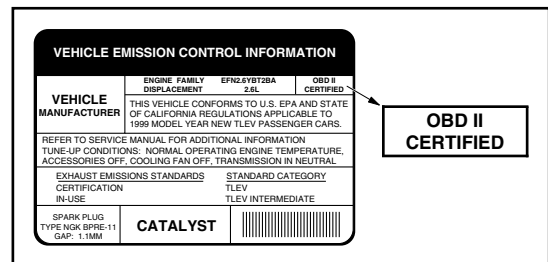 VEHICLE EMISSION CONTROL INFORMATION
VEHICLE
MANUFACTURER
ENGINE FAMILY EFN2.6YBT2BA OBD II
DISPLACEMENT 2.6L CERTIFIED
THIS VEHICLE CONFORMS TO U.S. EPA AND STATE
OF CALIFORNIA REGULATIONS APPLICABLE TO
1999 MODEL YEAR NEW TLEV PASSENGER CARS.
REFER TO SERVICE MANUAL FOR ADDITIONAL INFORMATION
TUNE-UP CONDITIONS: NORMAL OPERATING ENGINE TEMPERATURE,
ACCESSORIES OFF, COOLING FAN OFF, TRANSMISSION IN NEUTRAL
EXHAUST EMISSIONS STANDARDS STANDARD CATEGORY
CERTIFICATION TLEV
IN-USE TLEV INTERMEDIATE
SPARK PLUG
TYPE NGK BPRE-11
GAP: 1.1MM
CATALYST
OBD II
CERTIFIED